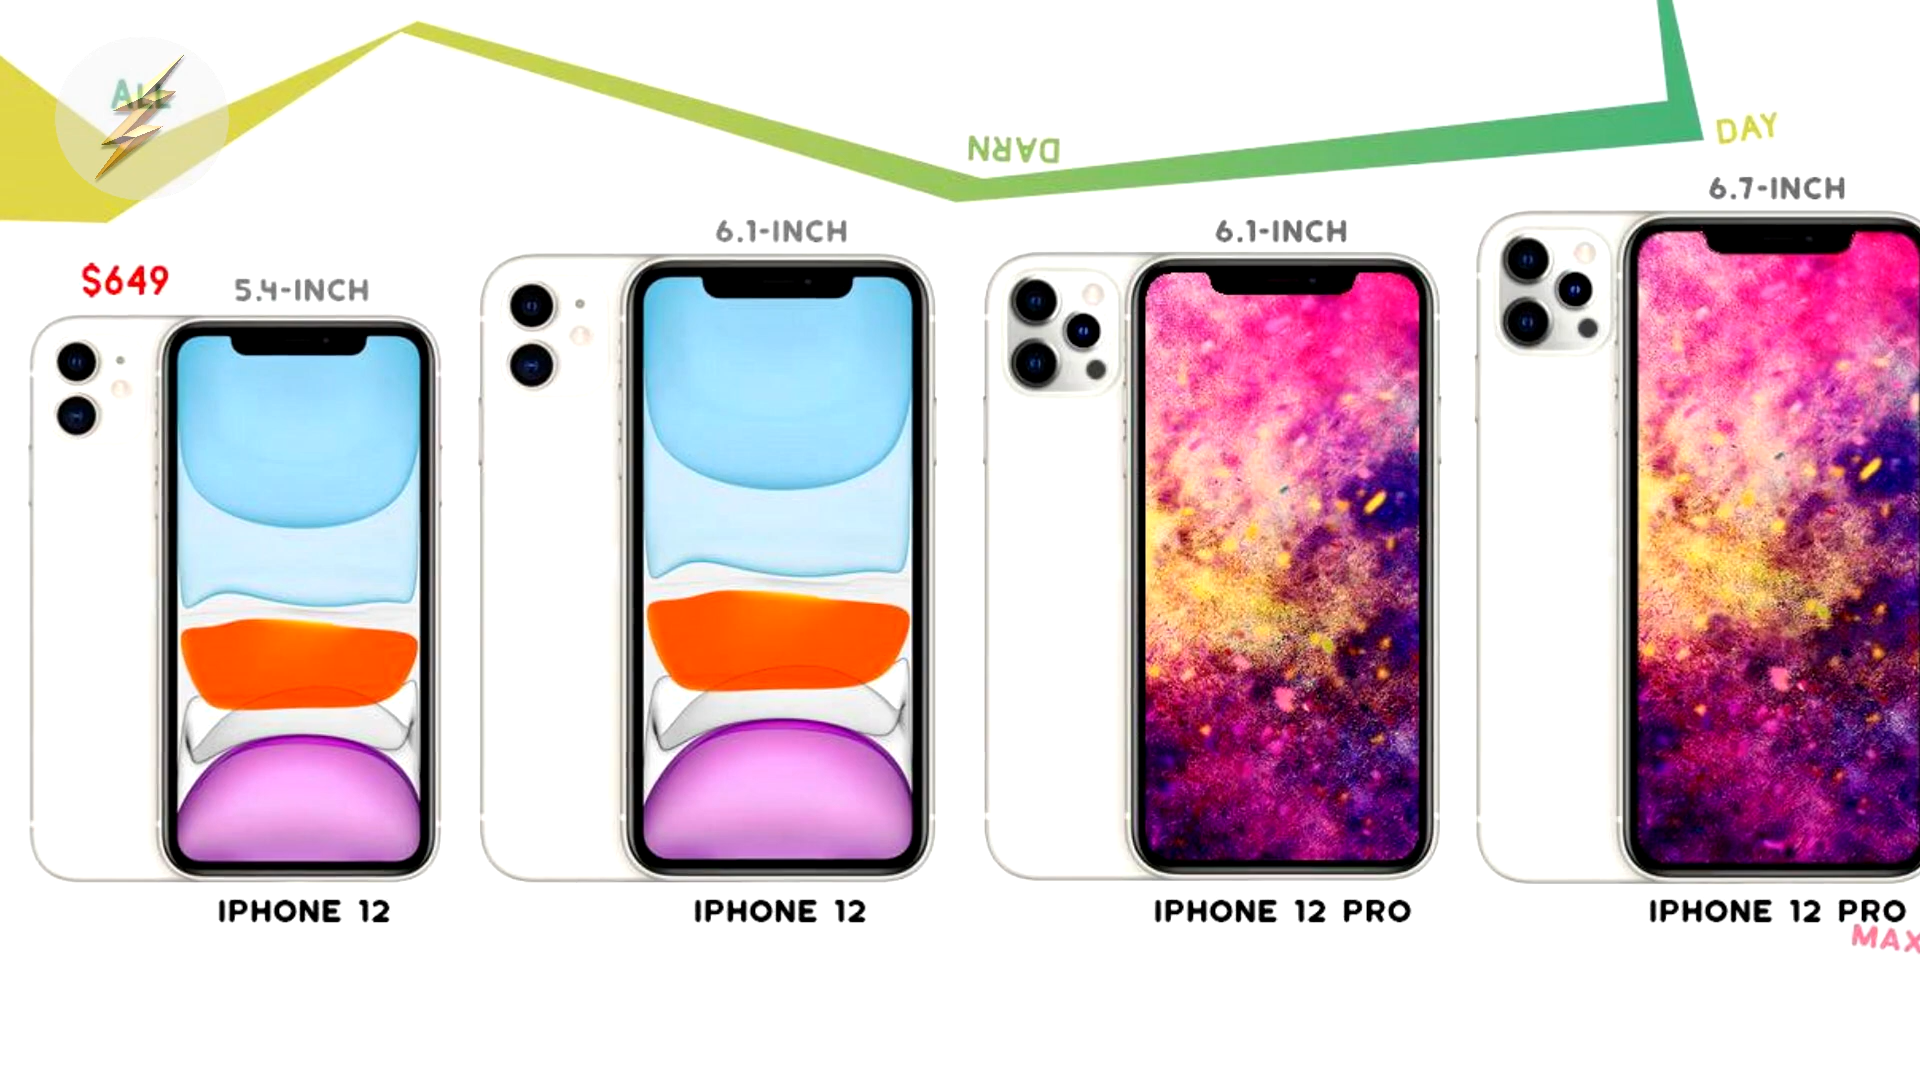 ALL
DARN
DAY
$649
5.4-INCH
6.1-INCH
6.1-INCH
6.7-INCH
IPHONE 12
IPHONE 12
IPHONE 12 PRO
IPHONE 12 PRO
MAX